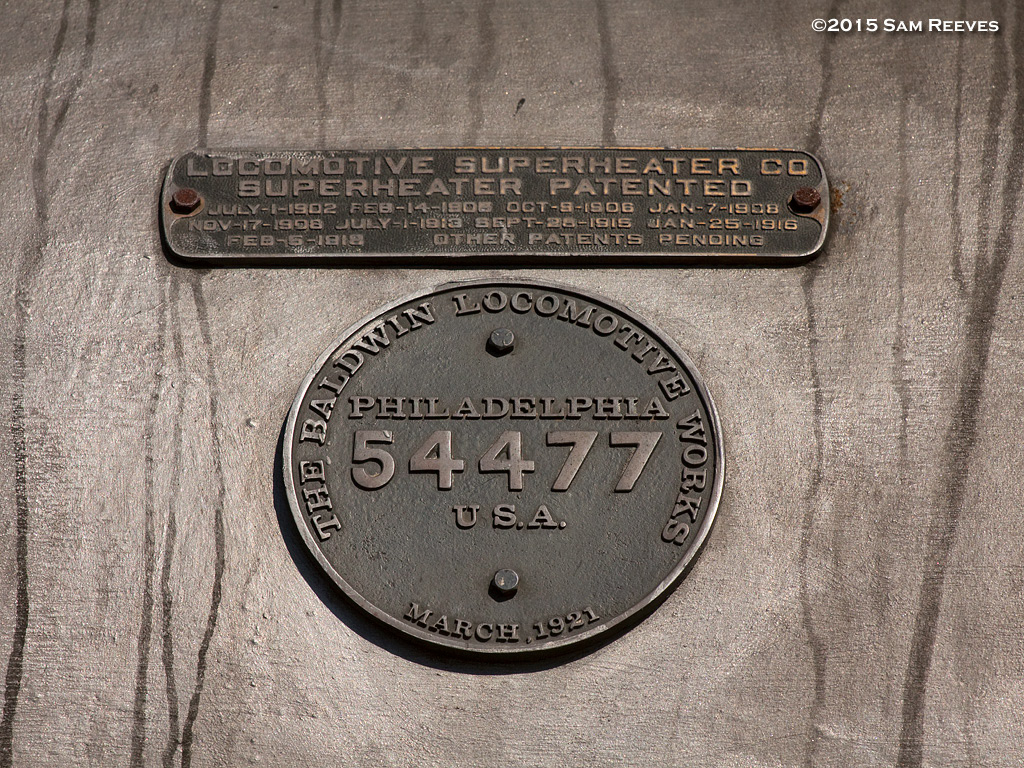 ©2015 SAM REEVES
LOCOMOTIVE SUPERHEATER CO
SUPERHEATER PATENTED
JULY-1-1902 FEB-14-1905 OCT-9-1906 JAN-7-1908
NOV-17-1908 JULY-1-1913 SEPT-28-1915 JAN-25-1916
FEB-5-1918 OTHER PATENTS PENDING
THE BALDWIN LOCOMOTIVE WORKS
PHILADELPHIA
54477
U S.A.
MARCH, 1921